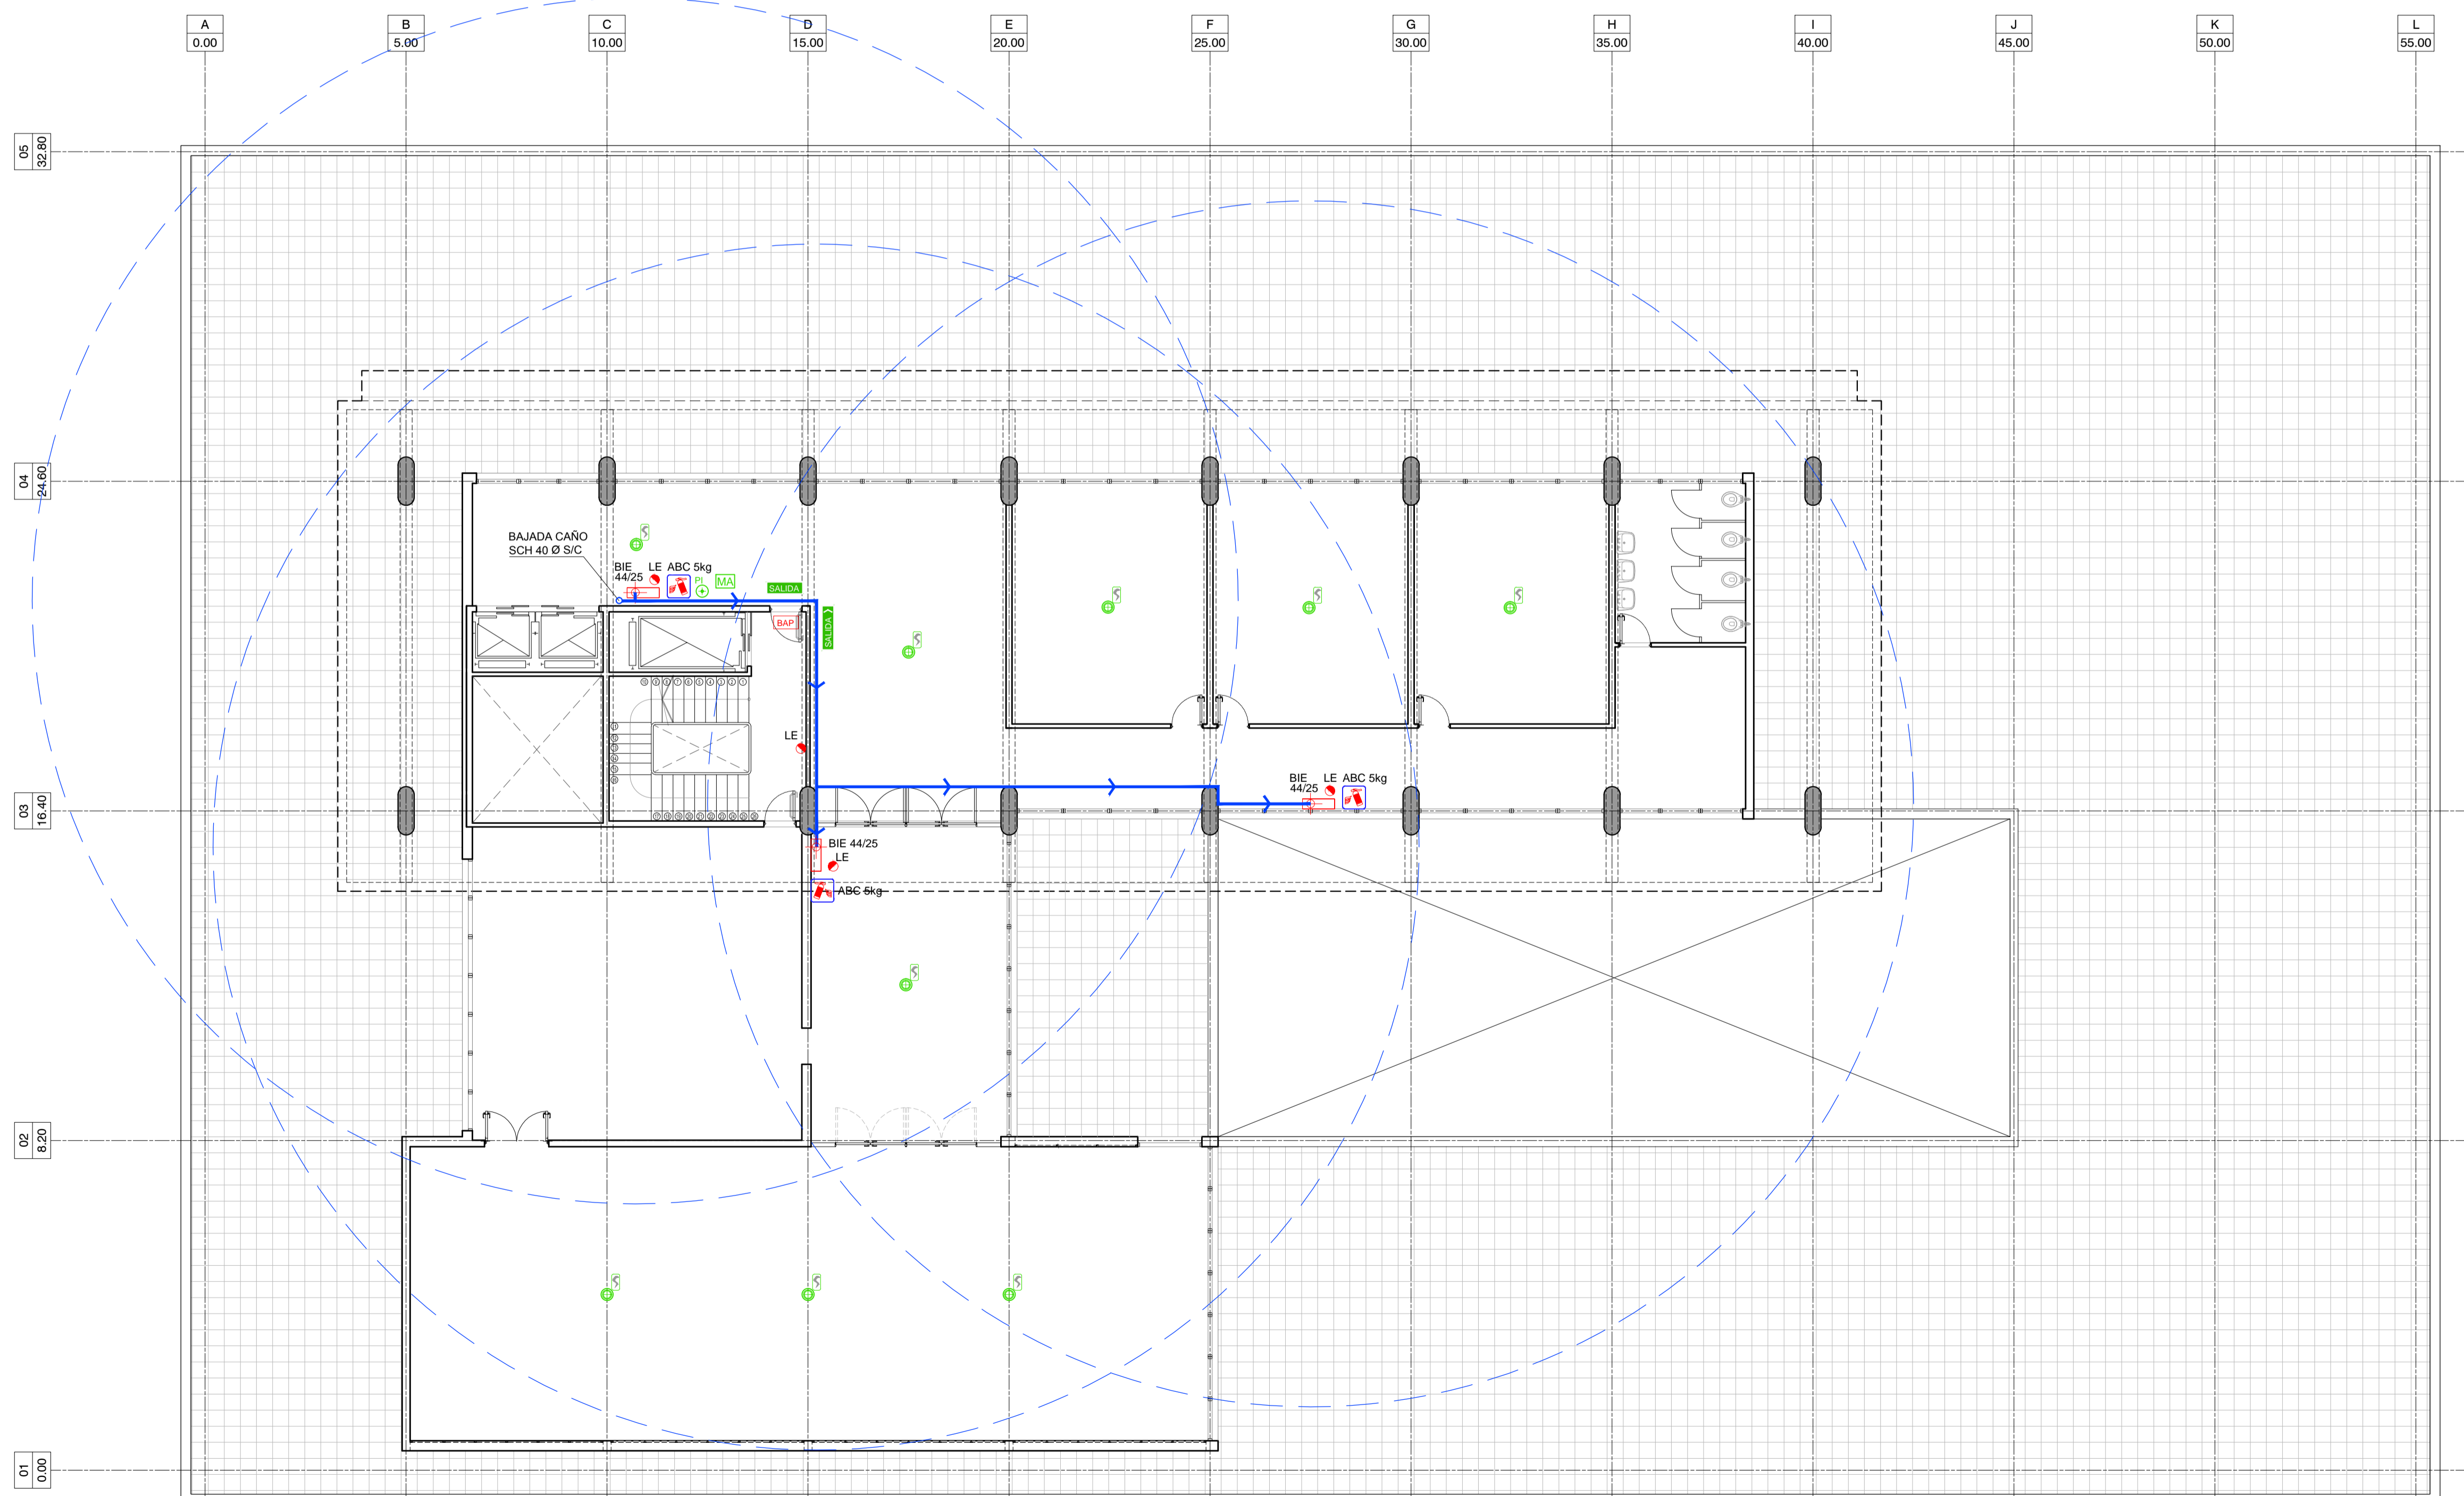 A
0.00
B
5.00
C
10.00
D
15.00
E
20.00
F
25.00
G
30.00
H
35.00
I
40.00
J
45.00
K
50.00
L
55.00
05
32.80
04
24.60
BAJADA CAÑO
SCH 40 Ø S/C
BIE
44/25
LE
ABC 5kg
PI
MA
SALIDA
BAP
SALIDA
LE
03
16.40
BIE
44/25
LE
ABC 5kg
BIE 44/25
LE
ABC 5kg
02
8.20
01
0.00